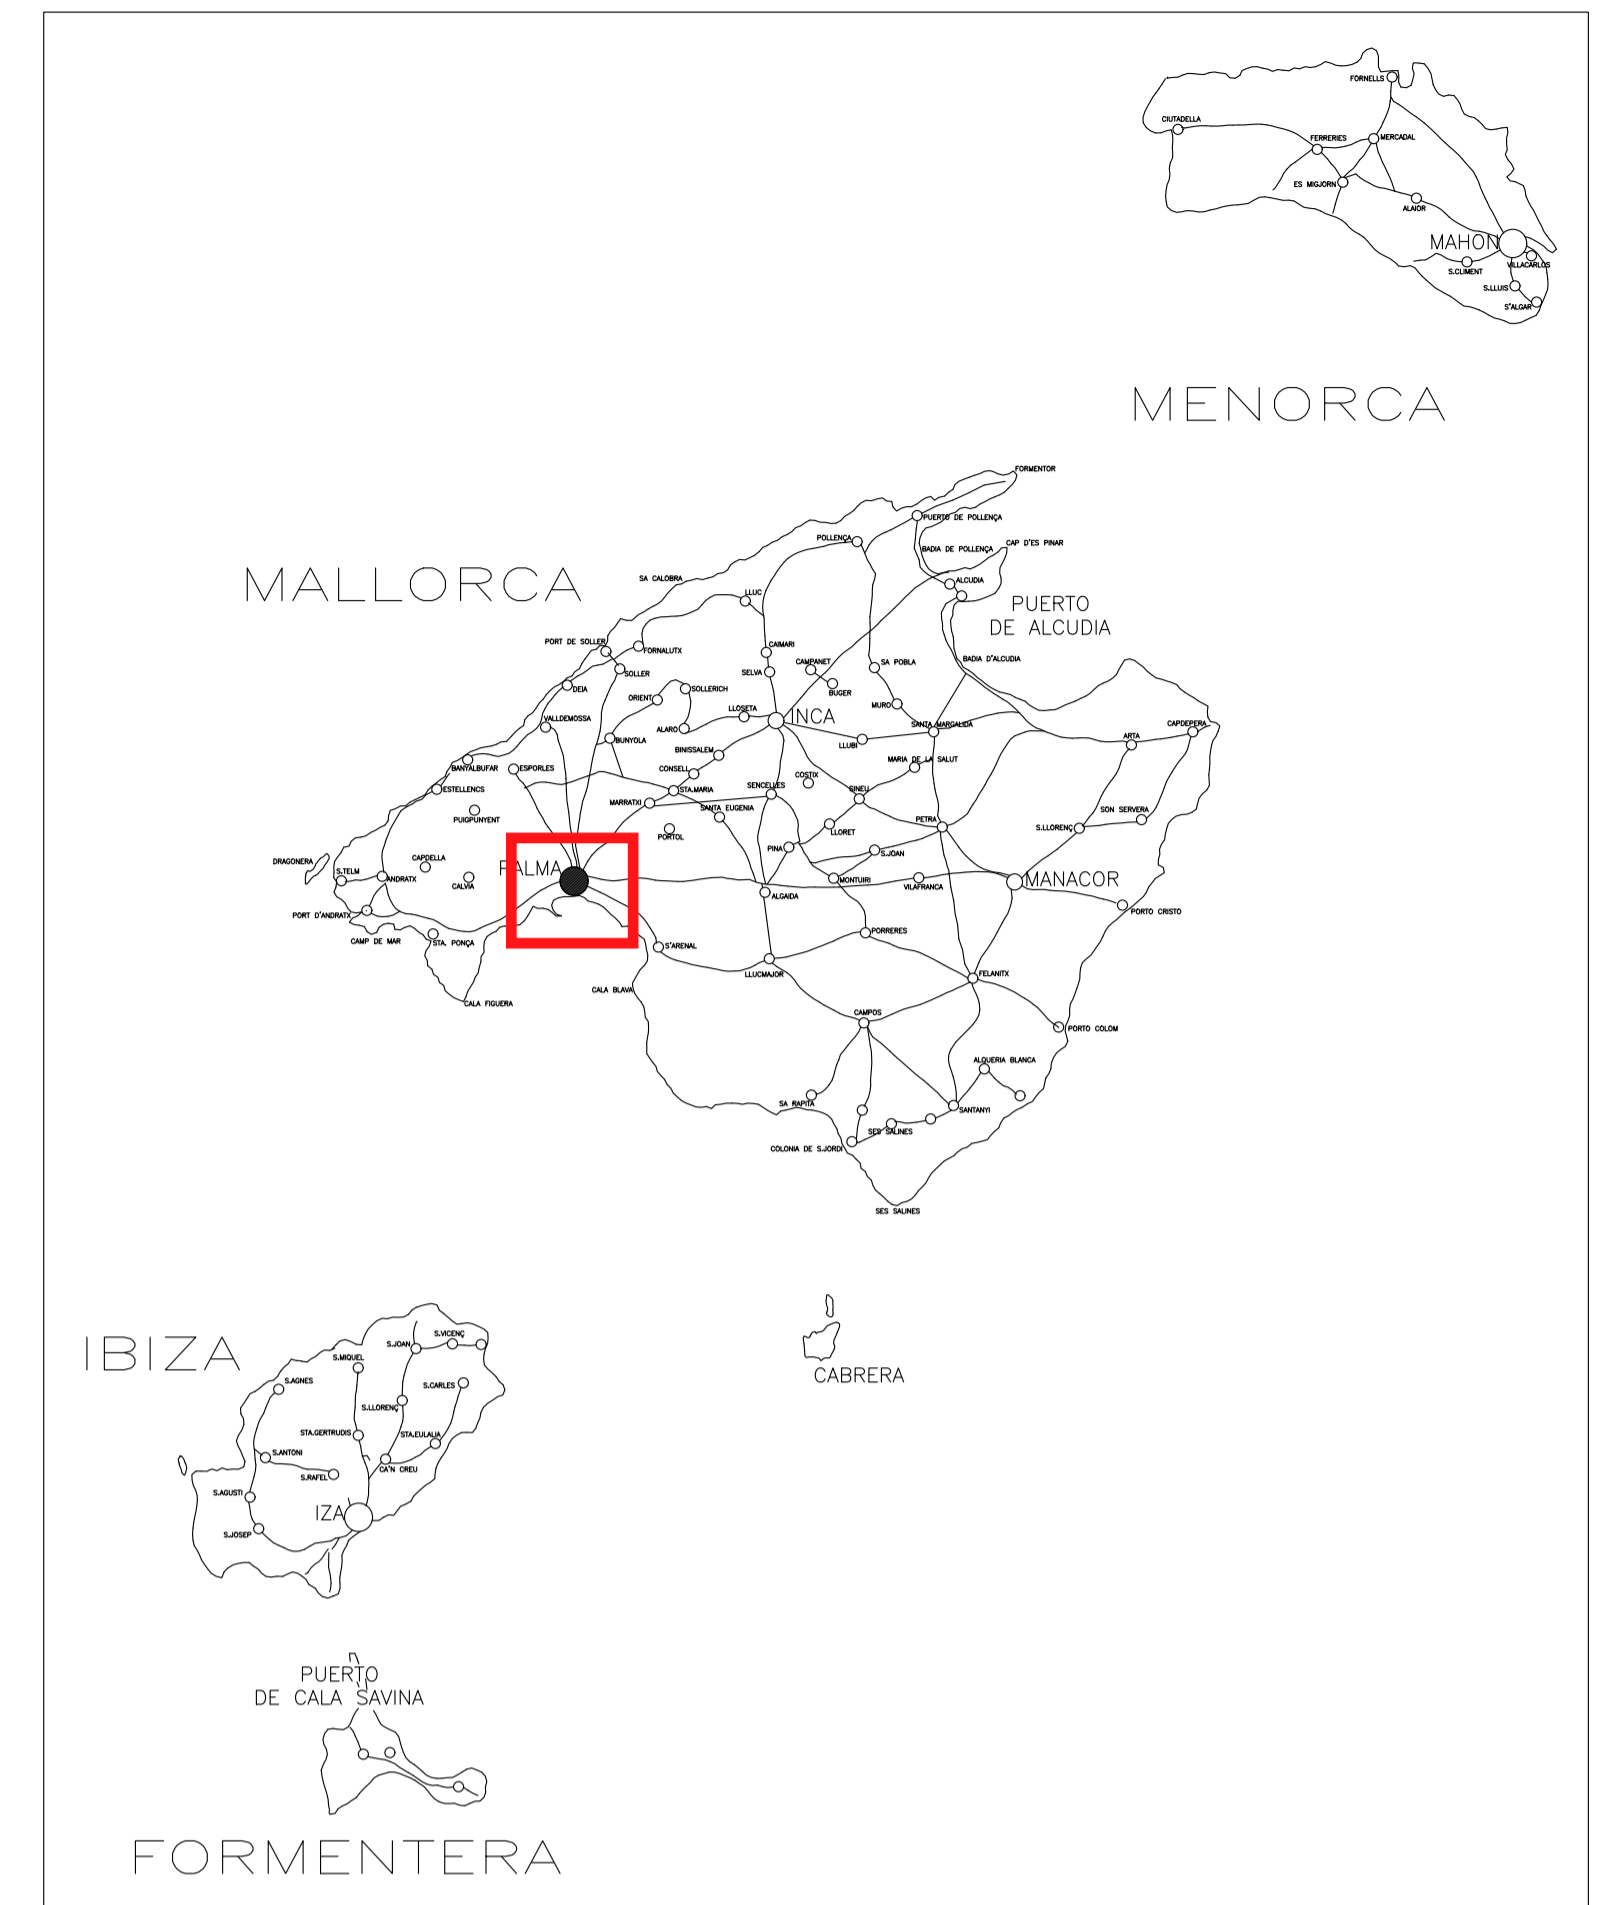 FORNELLS
CIUTADELLA
FERRERIES
MERCADAL
ES MIGJORN
ALAIOR
MAHON
VILLACARLOS
S.CLIMENT
S.LLUIS
S'ALGAR
MENORCA
FORMENTOR
PUERTO DE POLLENÇA
POLLENÇA
BADIA DE POLLENÇA
CAP D'ES PINAR
MALLORCA
SA CALOBRA
ALCUDIA
LLUC
PUERTO
DE ALCUDIA
PORT DE SOLLER
FORNALUTX
CAIMARI
BADIA D'ALCUDIA
CAMPANET
SA POBLA
SOLLER
SELVA
DEIA
SOLLERICH
BUGER
ORIENT
MURO
LLOSETA
INCA
VALLDEMOSSA
SANTA MARGALIDA
CAPDEPERA
ALARO
ARTA
BUNYOLA
LLUBI
BINISSALEM
MARIA DE LA SALUT
BANYALBUFAR
ESPORLES
CONSELL
COSTIX
ESTELLENCS
STA.MARIA
SENCELLES
SINEU
MARRATXI
SANTA EUGENIA
SON SERVERA
PUIGPUNYENT
PETRA
S.LLORENÇ
PORTOL
LLORET
PINA
S.JOAN
CAPDELLA
DRAGONERA
PALMA
S.TELM
ANDRATX
CALVIA
MONTUIRI
VILAFRANCA
MANACOR
ALGAIDA
PORT D'ANDRATX
PORTO CRISTO
PORRERES
CAMP DE MAR
STA. PONÇA
S'ARENAL
LLUCMAJOR
FELANITX
CALA BLAVA
CALA FIGUERA
CAMPOS
PORTO COLOM
ALQUERIA BLANCA
SA RAPITA
SANTANYI
SES SALINES
COLONIA DE S.JORDI
SES SALINES
CABRERA
IBIZA
S.VICENÇ
S.JOAN
S.MIQUEL
S.AGNES
S.CARLES
S.LLORENÇ
STA.GERTRUDIS
STA.EULALIA
S.ANTONI
CA'N CREU
S.RAFEL
S.AGUSTI
IZA
S.JOSEP
PUERTO
DE CALA SAVINA
FORMENTERA